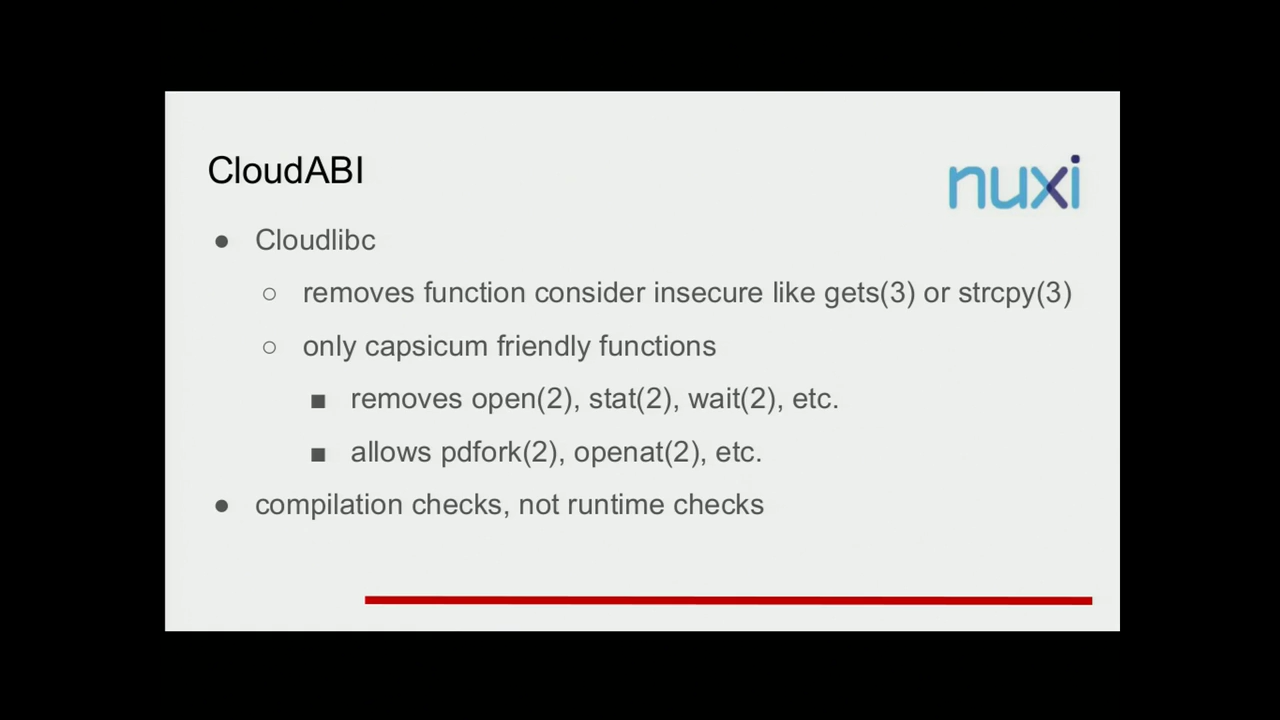 CloudABI
nuxi
● Cloudlibc
○ removes function consider insecure like gets(3) or strcpy(3)
○ only capsicum friendly functions
■ removes open(2), stat(2), wait(2), etc.
■ allows pdfork(2), openat(2), etc.
● compilation checks, not runtime checks